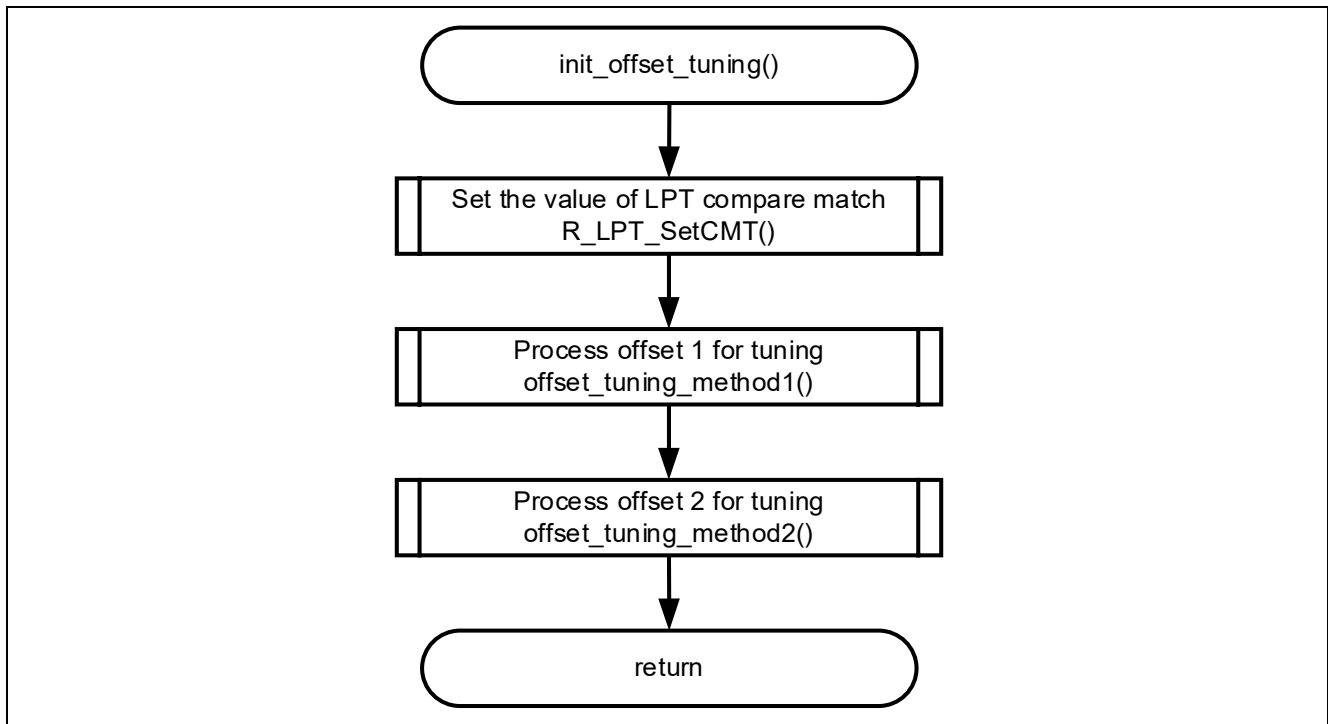 init_offset_tuning()
Set the value of LPT compare match
R_LPT_SetCMT()
Process offset 1 for tuning
offset_tuning_method1()
Process offset 2 for tuning
offset_tuning_method2()
return